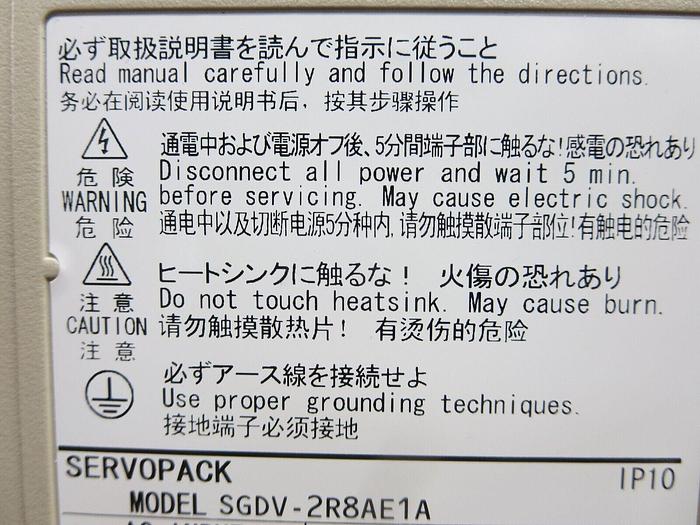 必ず取扱説明書を読んで指示に従うこと
Read manual carefully and follow the directions.
务必在阅读使用说明书后，按其步骤操作
危険
WARNING
危险
通電中および電源オフ後、5分間端子部に触るな!感電の恐れあり
Disconnect all power and wait 5 min.
before servicing. May cause electric shock.
通电中以及切断电源5分种内,请勿触摸散端子部位!有触电的危险
注意
CAUTION
注意
ヒートシンクに触るな! 火傷の恐れあり
Do not touch heatsink. May cause burn.
请勿触摸散热片! 有烫伤的危险
必ずアース線を接続せよ
Use proper grounding techniques.
接地端子必须接地
SERVOPACK
IP10
MODEL SGDV-2R8AE1A